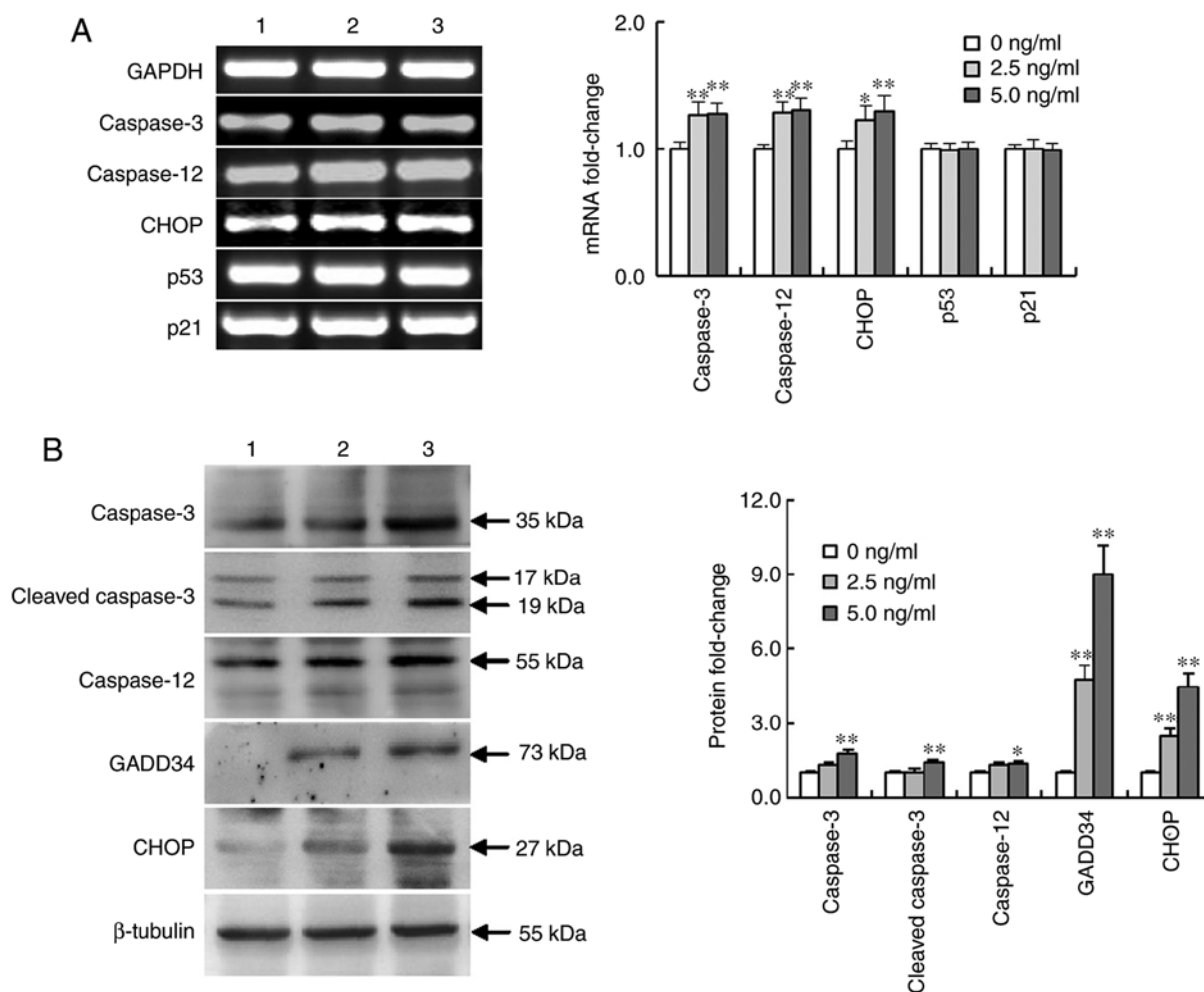 A
1 2 3
GAPDH
Caspase-3
Caspase-12
CHOP
p53
p21
2.0
1.0
0.0
mRNA fold-change
0 ng/ml
2.5 ng/ml
5.0 ng/ml
** **
** **
* **
Caspase-3
Caspase-12
CHOP
p53
p21
B
1 2 3
Caspase-3
35 kDa
Cleaved caspase-3
17 kDa
19 kDa
Caspase-12
55 kDa
GADD34
73 kDa
CHOP
27 kDa
β-tubulin
55 kDa
12.0
9.0
6.0
3.0
0.0
Protein fold-change
0 ng/ml
2.5 ng/ml
5.0 ng/ml
**
**
*
** **
** **
Caspase-3
Cleaved caspase-3
Caspase-12
GADD34
CHOP